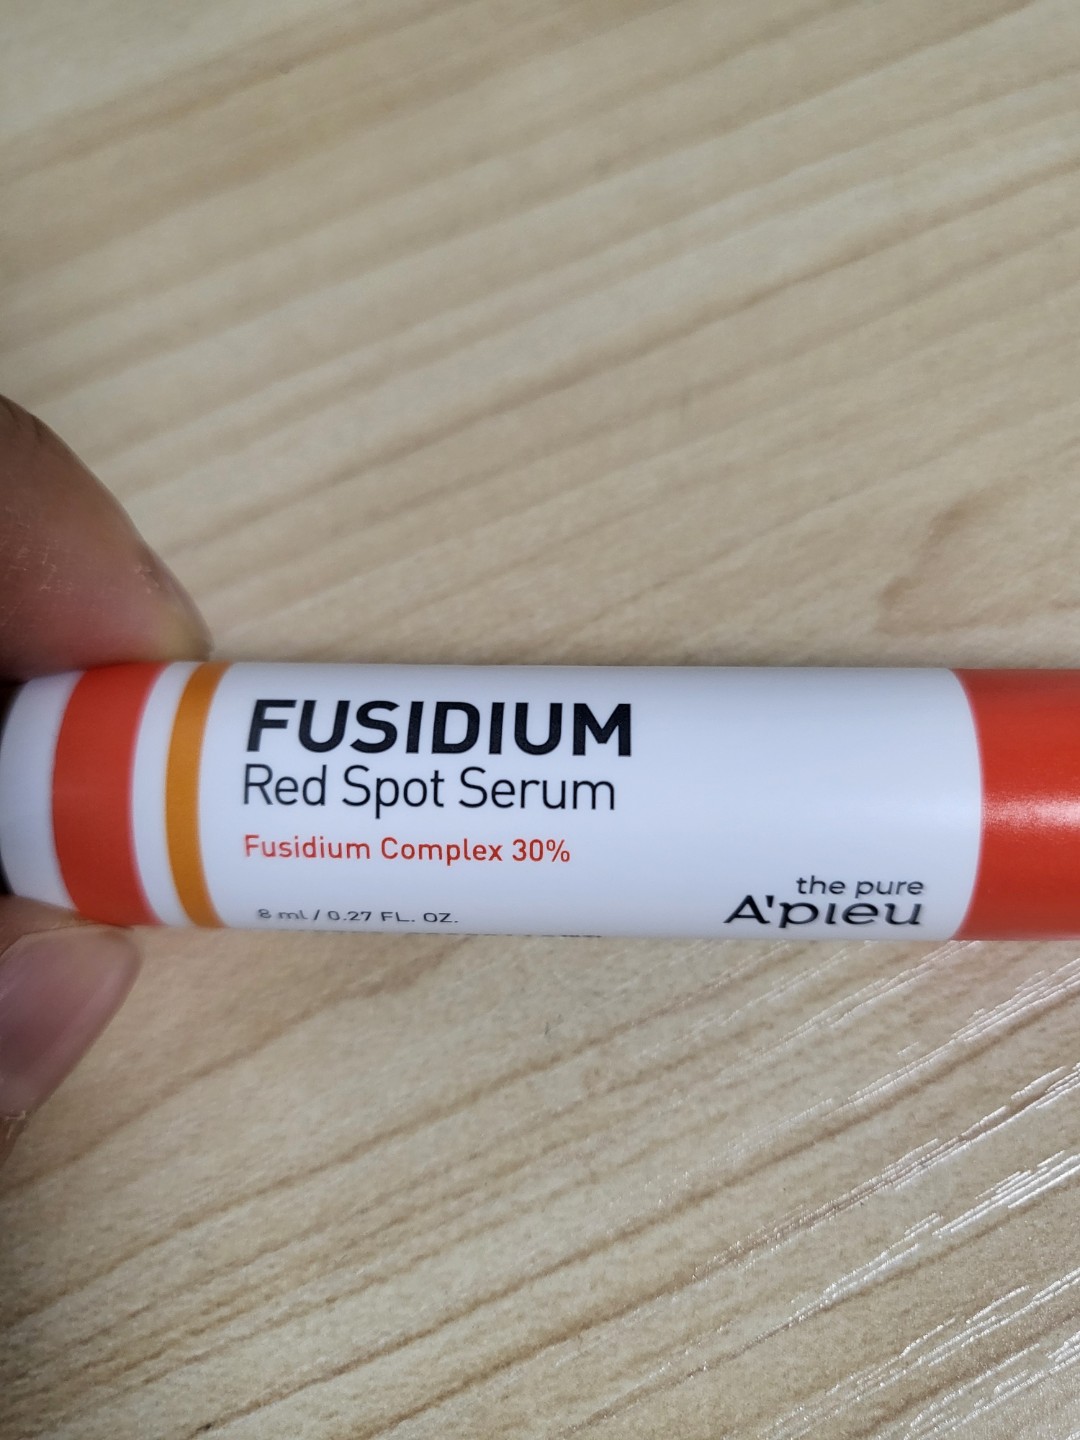 FUSIDIUM
Red Spot Serum
Fusidium Complex 30%
8 ml / 0.27 FL. OZ.
the pure
A'pieu